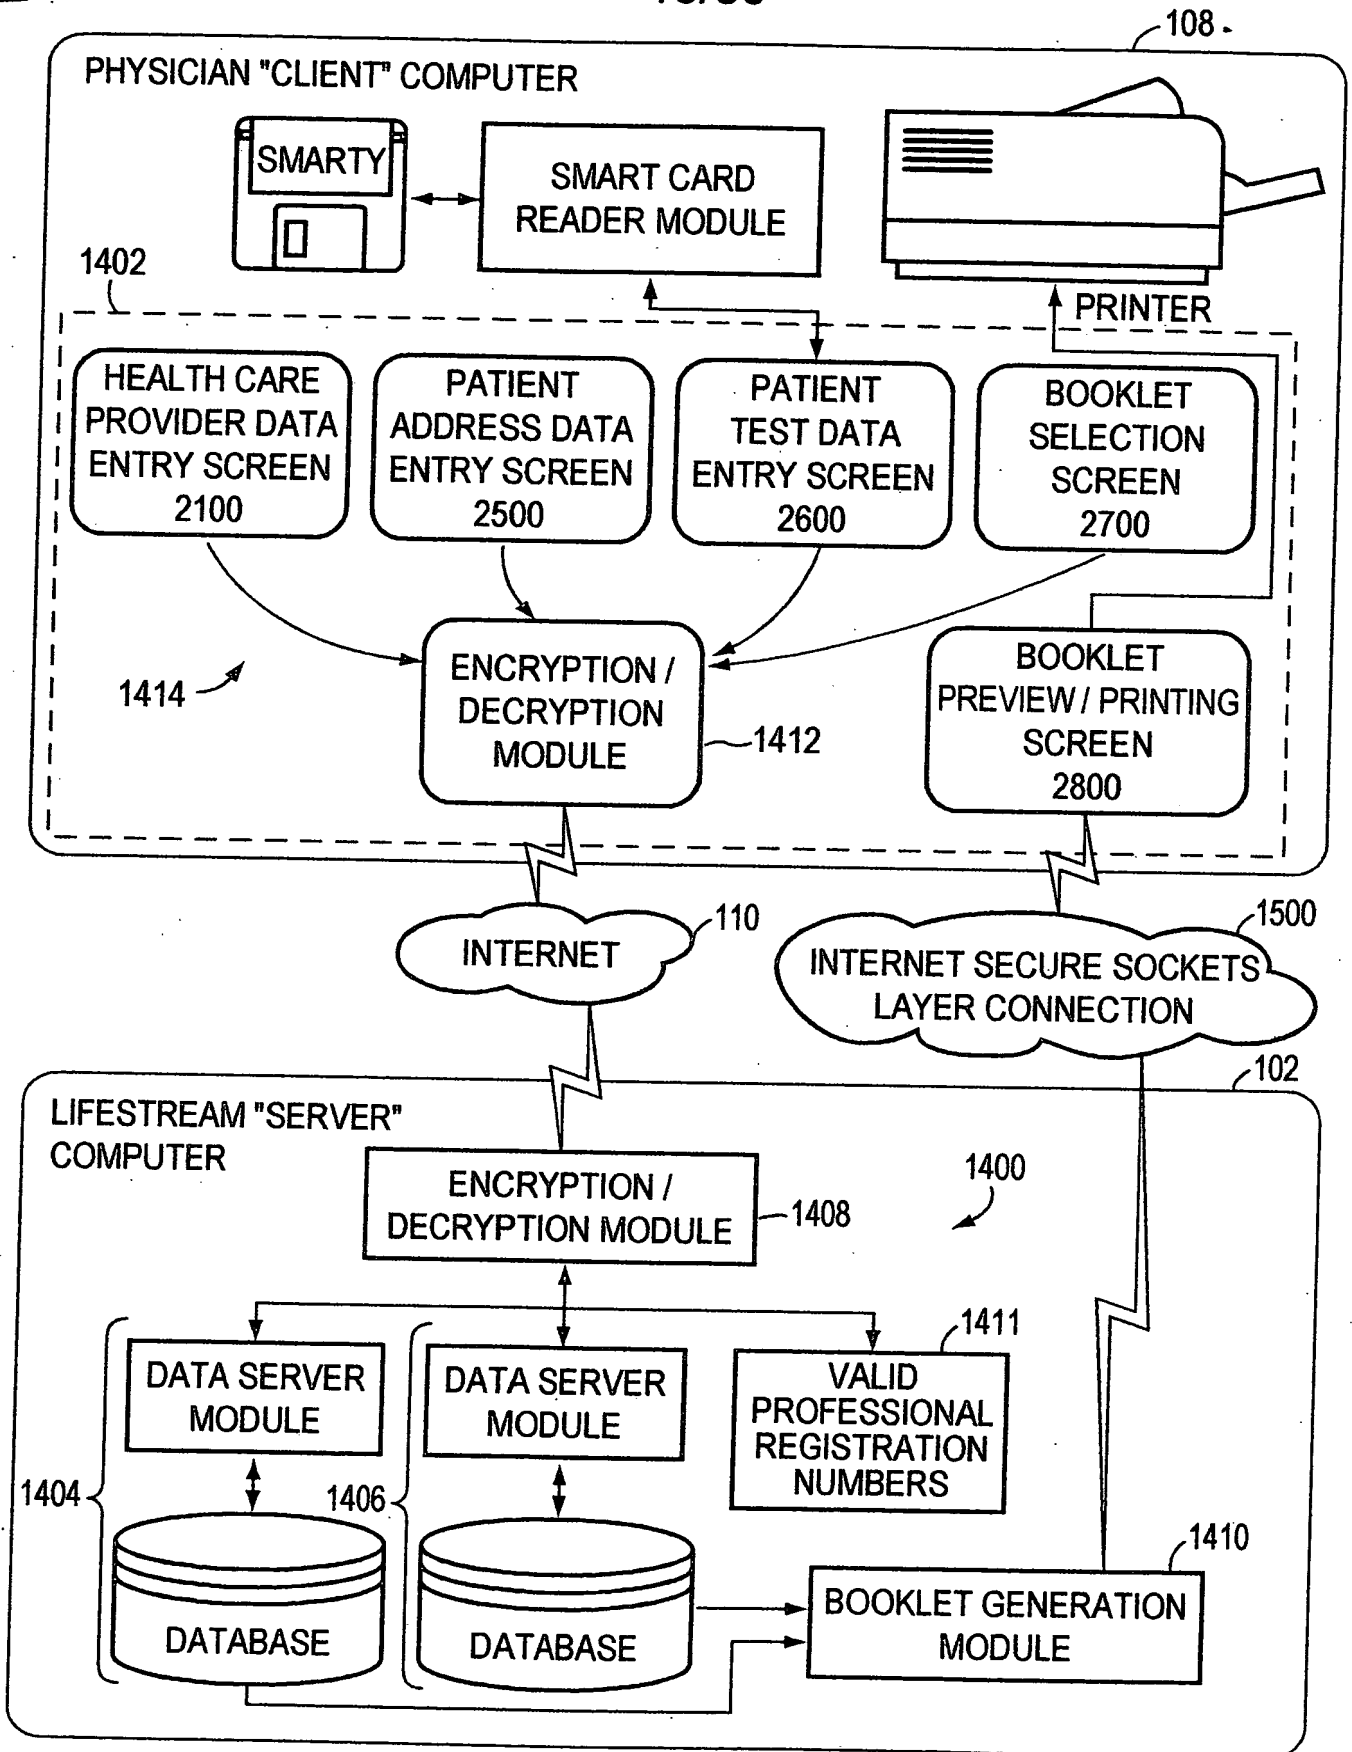 108
PHYSICIAN "CLIENT" COMPUTER
SMARTY
SMART CARD
READER MODULE
PRINTER
1402
HEALTH CARE
PROVIDER DATA
ENTRY SCREEN
2100
PATIENT
ADDRESS DATA
ENTRY SCREEN
2500
PATIENT
TEST DATA
ENTRY SCREEN
2600
BOOKLET
SELECTION
SCREEN
2700
1414
ENCRYPTION /
DECRYPTION
MODULE
1412
BOOKLET
PREVIEW / PRINTING
SCREEN
2800
INTERNET
110
INTERNET SECURE SOCKETS
LAYER CONNECTION
1500
102
LIFESTREAM "SERVER"
COMPUTER
ENCRYPTION /
DECRYPTION MODULE
1408
1400
DATA SERVER
MODULE
DATA SERVER
MODULE
1411
VALID
PROFESSIONAL
REGISTRATION
NUMBERS
1404
1406
DATABASE
DATABASE
1410
BOOKLET GENERATION
MODULE